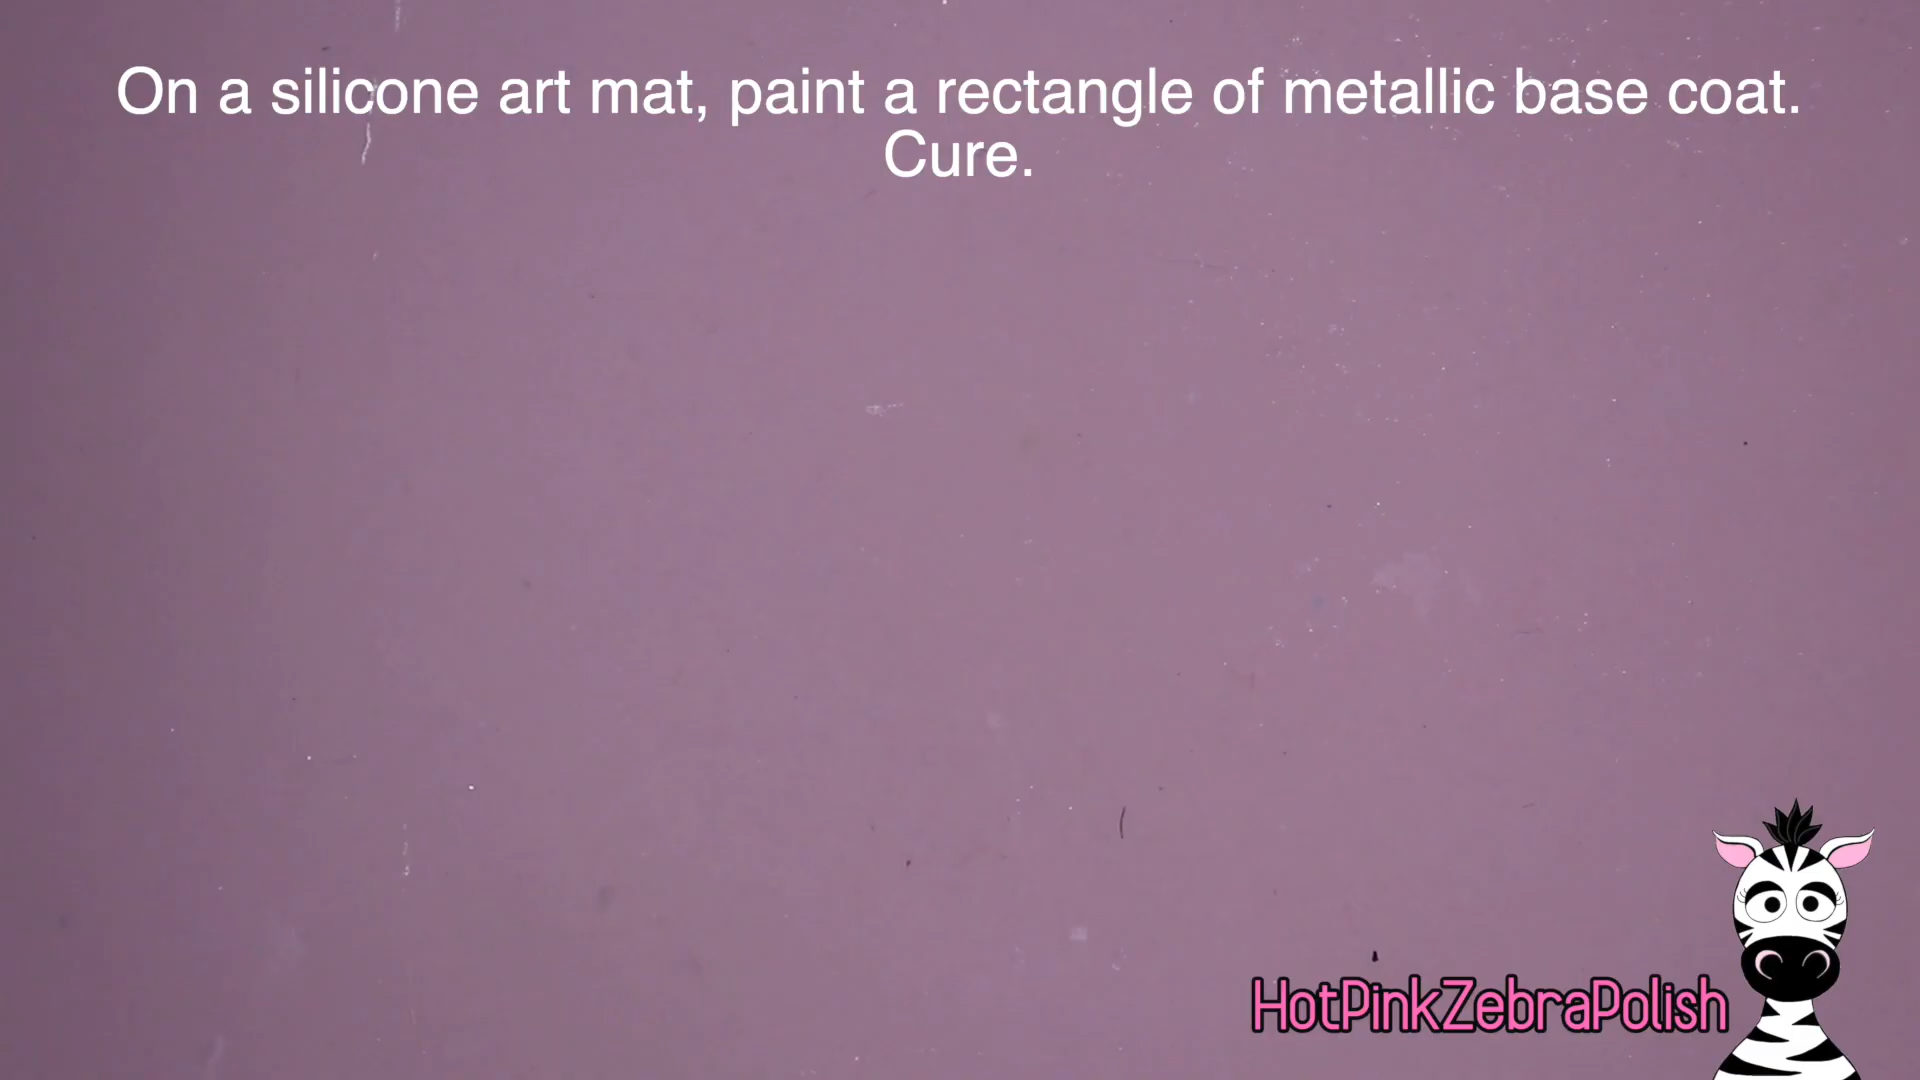 On a silicone art mat, paint a rectangle of metallic base coat.
Cure.
HotPinkZebraPolish